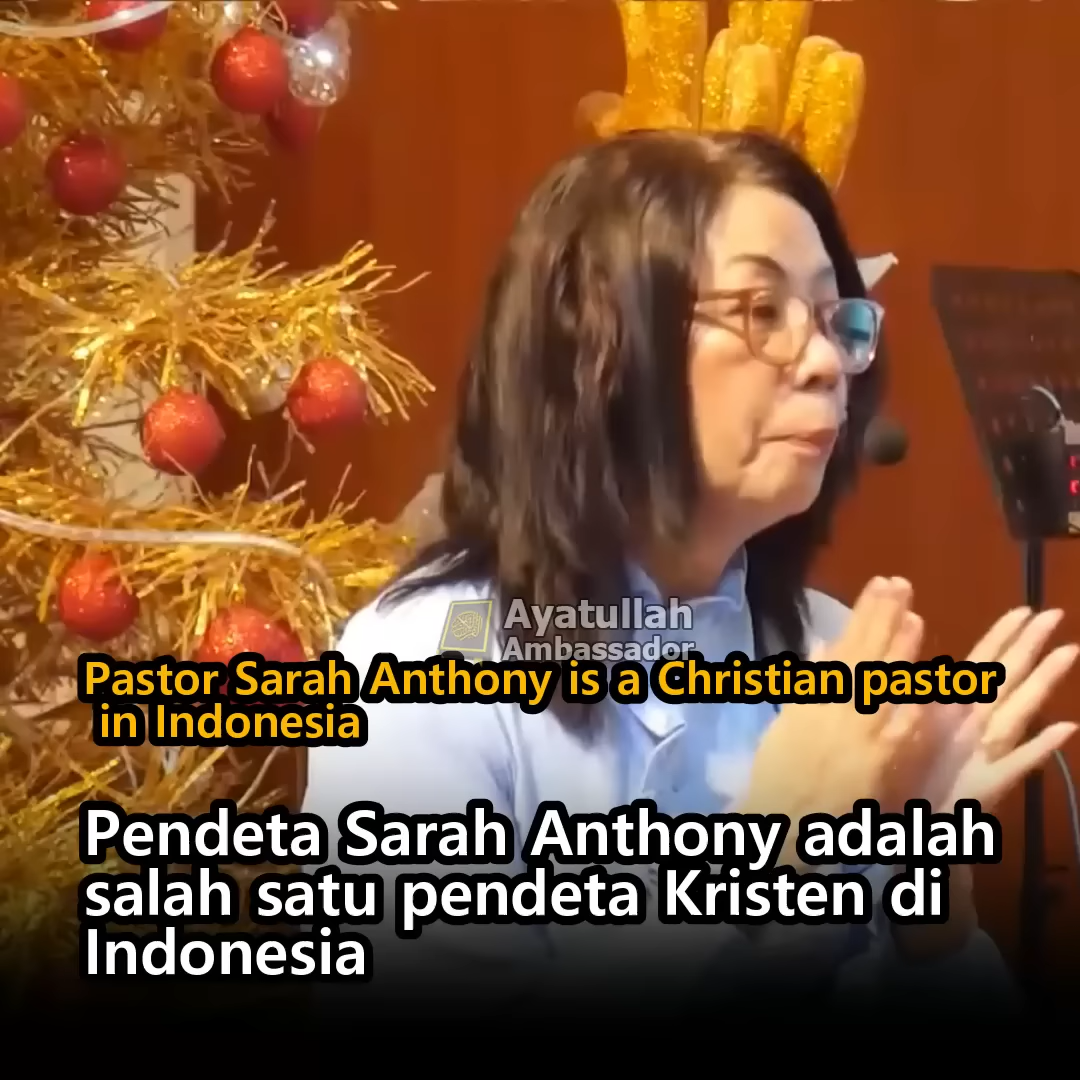 Ayatullah
Ambassador
Pastor Sarah Anthony is a Christian pastor
in Indonesia
Pendeta Sarah Anthony adalah
salah satu pendeta Kristen di
Indonesia